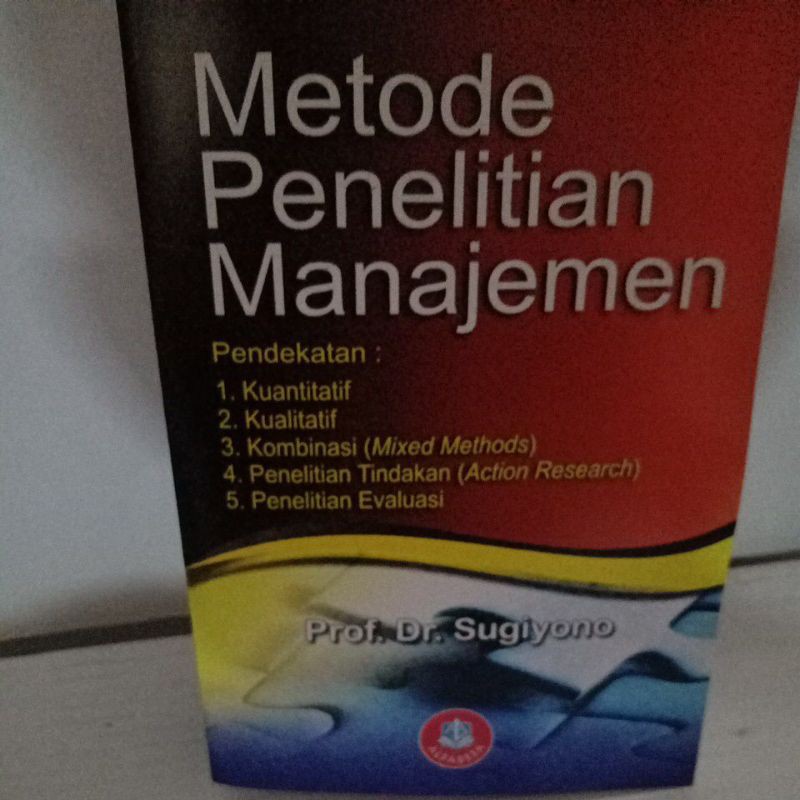 Metode
Penelitian
Manajemen
Pendekatan :
1. Kuantitatif
2. Kualitatif
3. Kombinasi (Mixed Methods)
4. Penelitian Tindakan (Action Research)
5. Penelitian Evaluasi
Prof. Dr. Sugiyono
ALFABETA